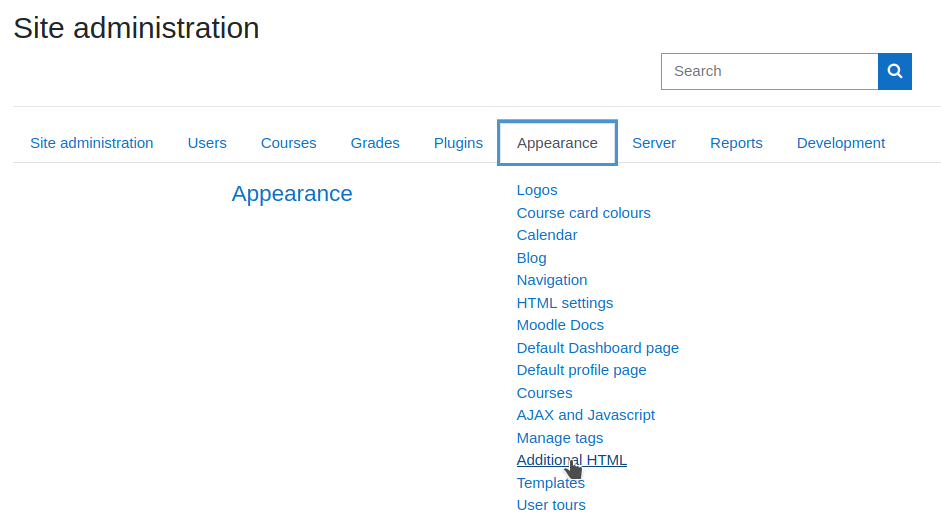 Site administration
Search
Site administration Users Courses Grades Plugins Appearance Server Reports Development
Appearance
Logos
Course card colours
Calendar
Blog
Navigation
HTML settings
Moodle Docs
Default Dashboard page
Default profile page
Courses
AJAX and Javascript
Manage tags
Additional HTML
Templates
User tours